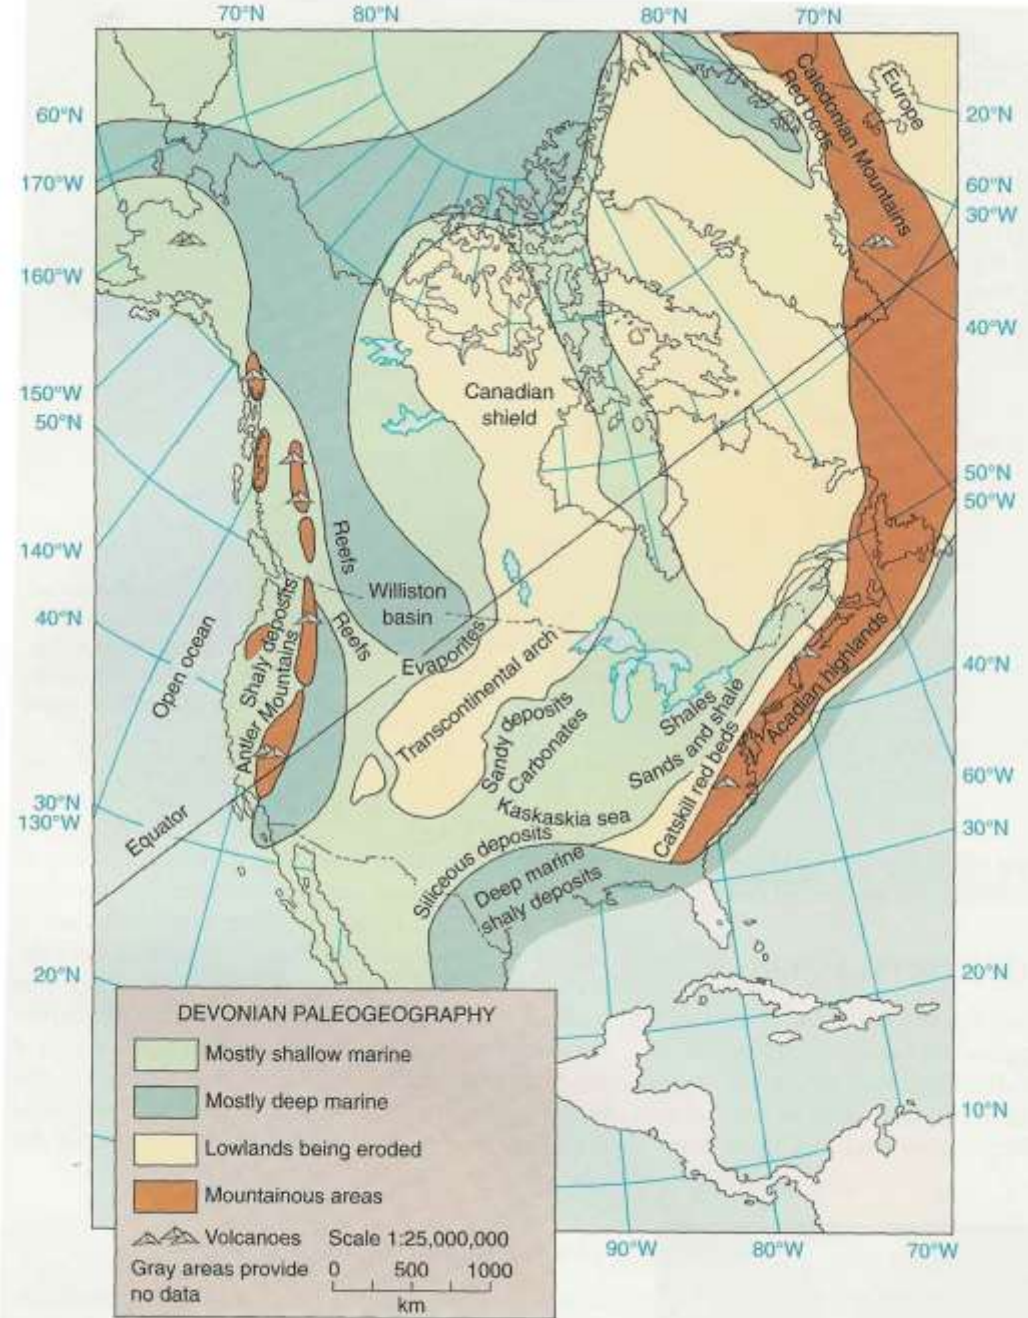 70°N
80°N
80°N
70°N
60°N
170°W
160°W
150°W
50°N
140°W
40°N
30°N
130°W
20°N
20°N
60°N
30°W
40°W
50°N
50°W
40°N
60°W
30°N
20°N
10°N
90°W
80°W
70°W
Europe
Caledonian Mountains
Red beds
Canadian
shield
Reefs
Williston
basin
Reefs
Evaporites
Open ocean
Shaly deposits
Antler Mountains
Equator
Transcontinental arch
Sandy deposits
Carbonates
Shales
Sands and shale
Catskill red beds
Acadian highlands
Kaskaskia sea
Siliceous deposits
Deep marine
shaly deposits
DEVONIAN PALEOGEOGRAPHY
Mostly shallow marine
Mostly deep marine
Lowlands being eroded
Mountainous areas
Volcanoes Scale 1:25,000,000
Gray areas provide
no data
0 500 1000
km